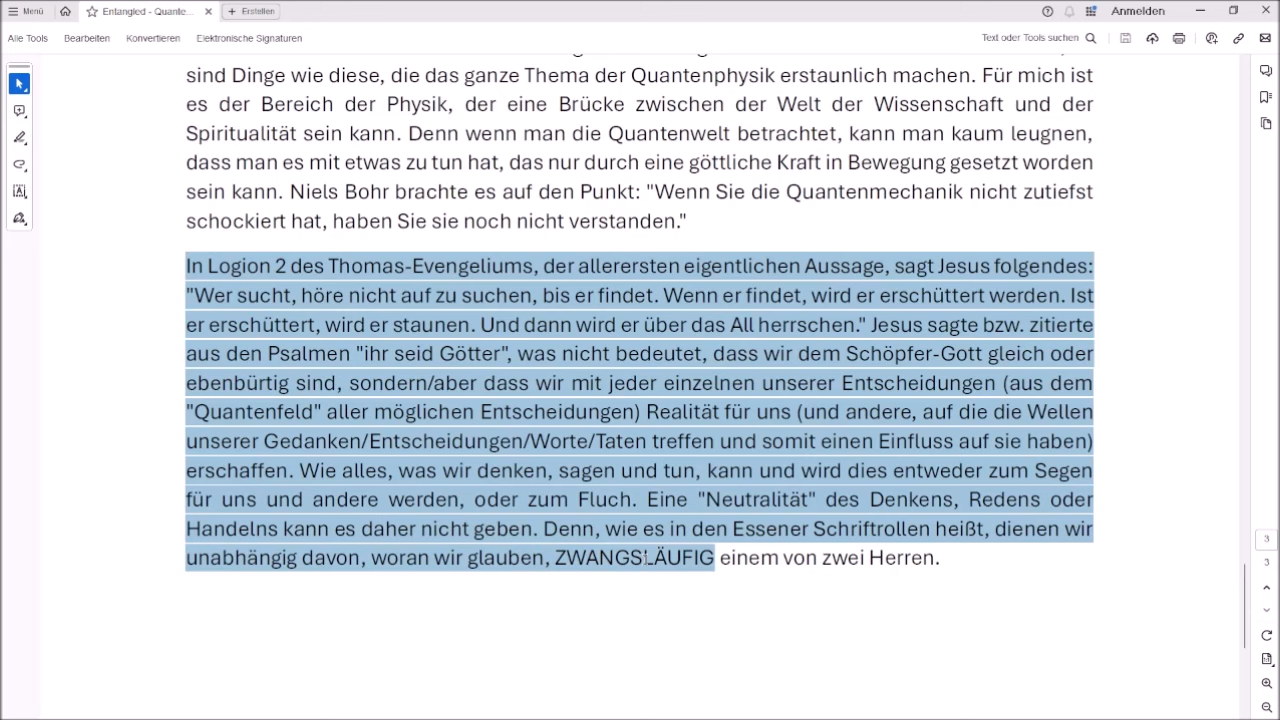 Menü
Entangled - Quante...
Erstellen
Anmelden
Alle Tools
Bearbeiten
Konvertieren
Elektronische Signaturen
Text oder Tools suchen
sind Dinge wie diese, die das ganze Thema der Quantenphysik erstaunlich machen. Für mich ist
es der Bereich der Physik, der eine Brücke zwischen der Welt der Wissenschaft und der
Spiritualität sein kann. Denn wenn man die Quantenwelt betrachtet, kann man kaum leugnen,
dass man es mit etwas zu tun hat, das nur durch eine göttliche Kraft in Bewegung gesetzt worden
sein kann. Niels Bohr brachte es auf den Punkt: "Wenn Sie die Quantenmechanik nicht zutiefst
schockiert hat, haben Sie sie noch nicht verstanden."
In Logion 2 des Thomas-Evengeliums, der allerersten eigentlichen Aussage, sagt Jesus folgendes:
"Wer sucht, höre nicht auf zu suchen, bis er findet. Wenn er findet, wird er erschüttert werden. Ist
er erschüttert, wird er staunen. Und dann wird er über das All herrschen." Jesus sagte bzw. zitierte
aus den Psalmen "ihr seid Götter", was nicht bedeutet, dass wir dem Schöpfer-Gott gleich oder
ebenbürtig sind, sondern/aber dass wir mit jeder einzelnen unserer Entscheidungen (aus dem
"Quantenfeld" aller möglichen Entscheidungen) Realität für uns (und andere, auf die die Wellen
unserer Gedanken/Entscheidungen/Worte/Taten treffen und somit einen Einfluss auf sie haben)
erschaffen. Wie alles, was wir denken, sagen und tun, kann und wird dies entweder zum Segen
für uns und andere werden, oder zum Fluch. Eine "Neutralität" des Denkens, Redens oder
Handelns kann es daher nicht geben. Denn, wie es in den Essener Schriftrollen heißt, dienen wir
unabhängig davon, woran wir glauben, ZWANGSLÄUFIG einem von zwei Herren.
3
3